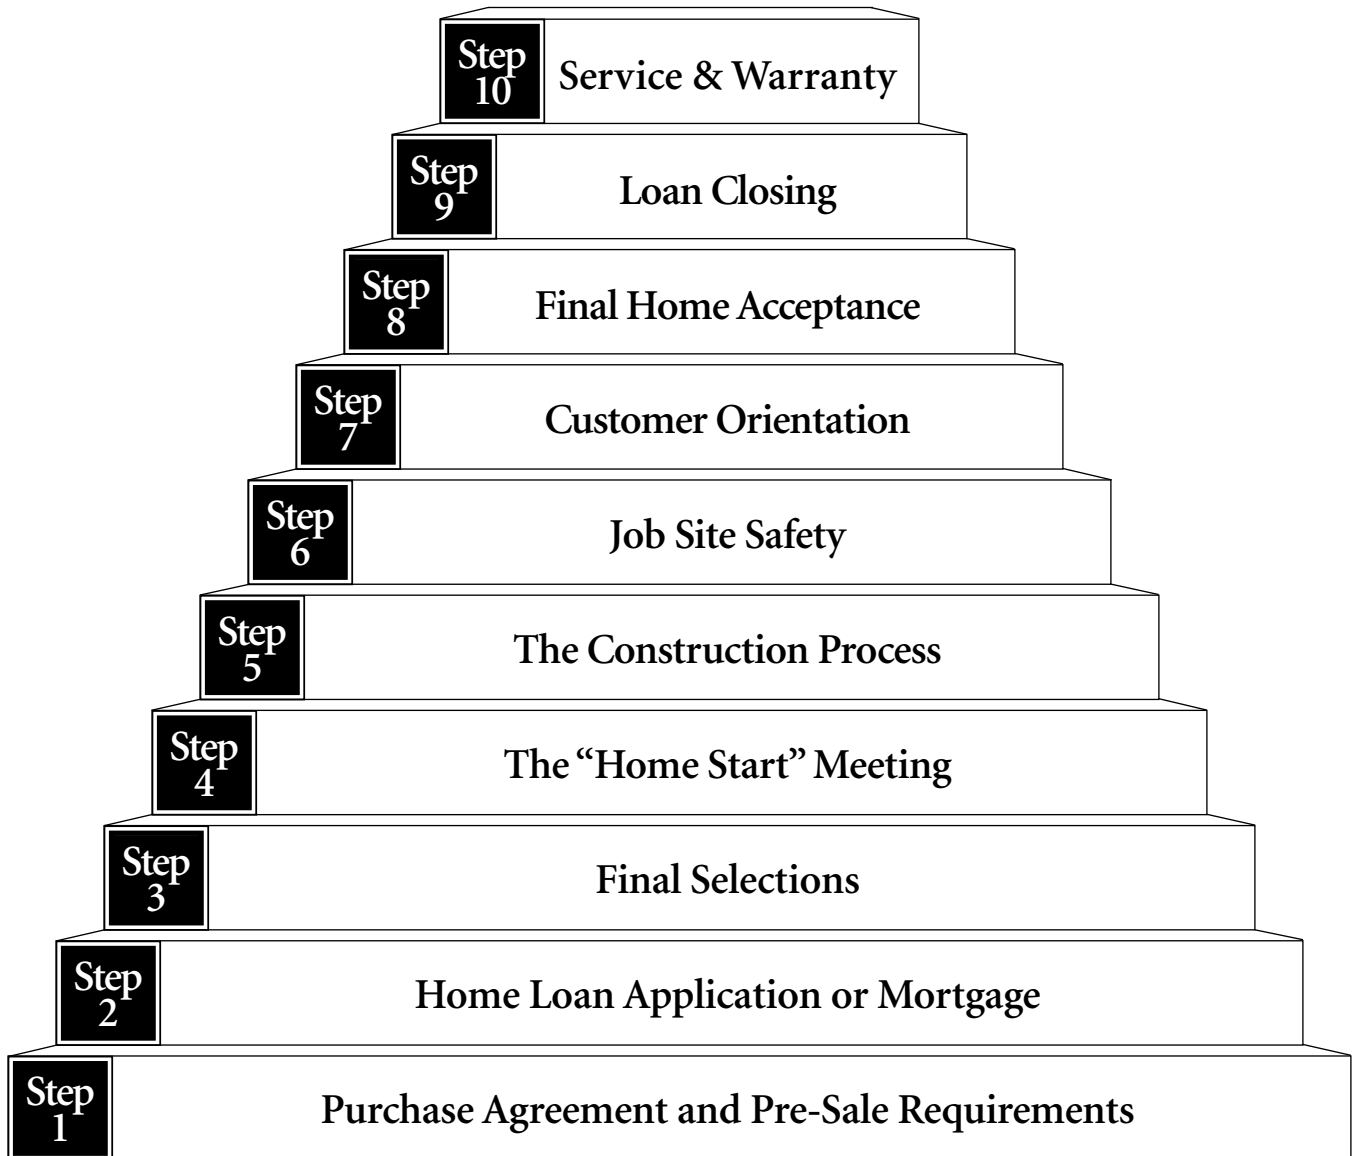 Step
10
Service & Warranty
Step
9
Loan Closing
Step
8
Final Home Acceptance
Step
7
Customer Orientation
Step
6
Job Site Safety
Step
5
The Construction Process
Step
4
The “Home Start” Meeting
Step
3
Final Selections
Step
2
Home Loan Application or Mortgage
Step
1
Purchase Agreement and Pre-Sale Requirements